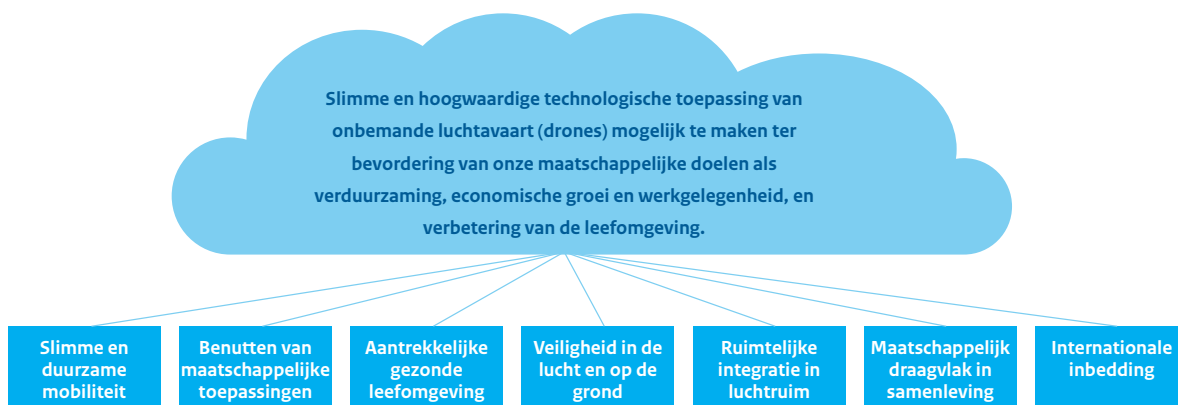 Slimme en hoogwaardige technologische toepassing van
onbemande luchtavaart (drones) mogelijk te maken ter
bevordering van onze maatschappelijke doelen als
verduurzaming, economische groei en werkgelegenheid, en
verbetering van de leefomgeving.
Slimme en
duurzame
mobiliteit
Benutten van
maatschappelijke
toepassingen
Aantrekkelijke
gezonde
leefomgeving
Veiligheid in de
lucht en op de
grond
Ruimtelijke
integratie in
luchtruim
Maatschappelijk
draagvlak in
samenleving
Internationale
inbedding